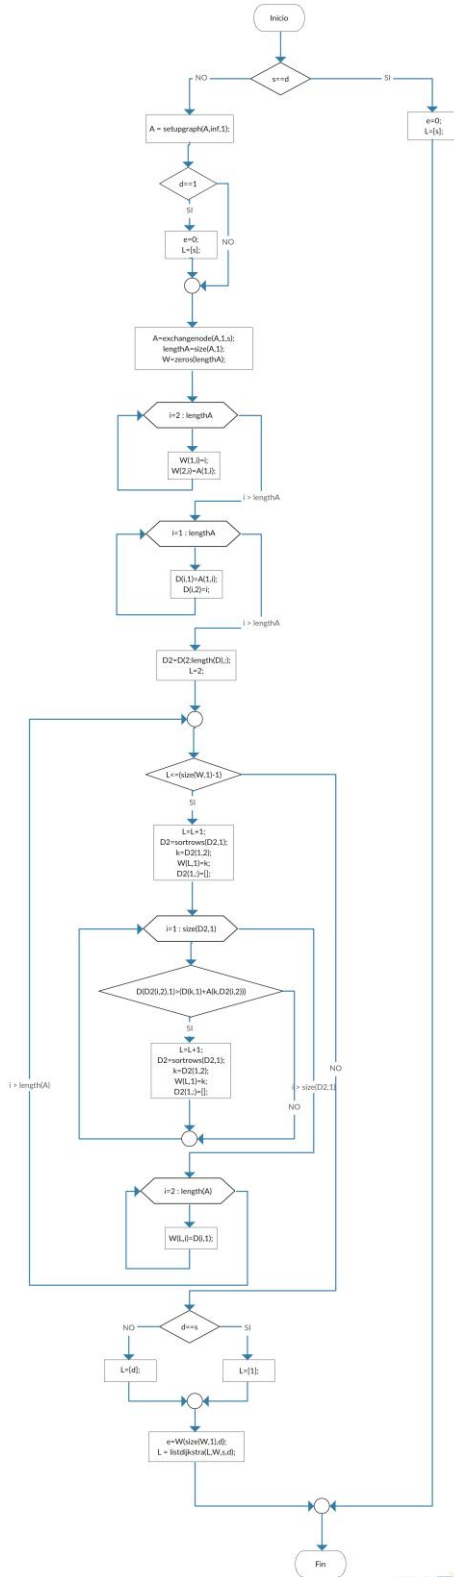 Inicio
s==d
NO
SI
e=0;
L=[s];
A = setupgraph(A,inf,1);
d==1
SI
NO
e=0;
L=[s];
A=exchangenode(A,1,s);
lengthA=size(A,1);
W=zeros(lengthA);
i=2 : lengthA
W(1,i)=i;
W(2,i)=A(1,i);
i > lengthA
i=1 : lengthA
D(i,1)=A(1,i);
D(i,2)=i;
i > lengthA
D2=D(2:length(D),:);
L=2;
L<=(size(W,1)-1)
SI
L=L+1;
D2=sortrows(D2,1);
k=D2(1,2);
W(L,1)=k;
D2(1,:)=[];
i=1 : size(D2,1)
D(D2(i,2),1)>(D(k,1)+A(k,D2(i,2)))
SI
L=L+1;
D2=sortrows(D2,1);
k=D2(1,2);
W(L,1)=k;
D2(1,:)=[];
NO
i > length(A)
i > size(D2,1)
NO
i=2 : length(A)
W(L,i)=D(i,1);
d==s
NO
SI
L=[d];
L=[1];
e=W(size(W,1),d);
L = listdijkstra(L,W,s,d);
Fin